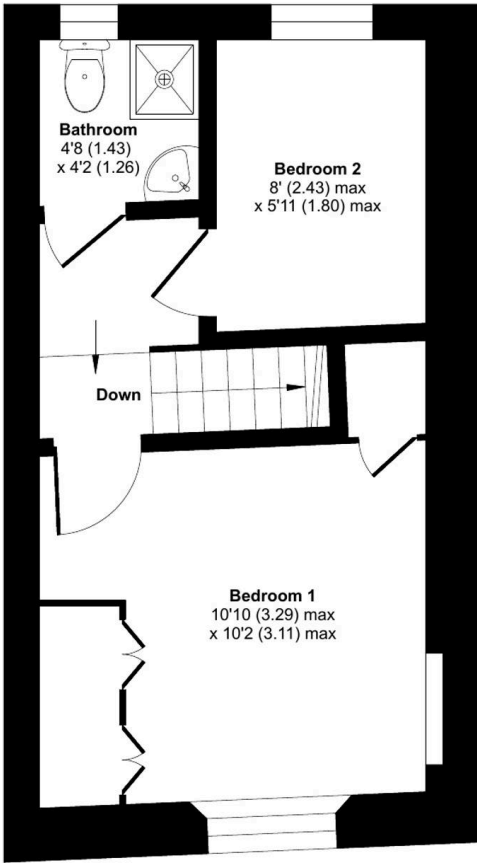 Bathroom
4'8 (1.43)
x 4'2 (1.26)
Bedroom 2
8' (2.43) max
x 5'11 (1.80) max
Down
Bedroom 1
10'10 (3.29) max
x 10'2 (3.11) max